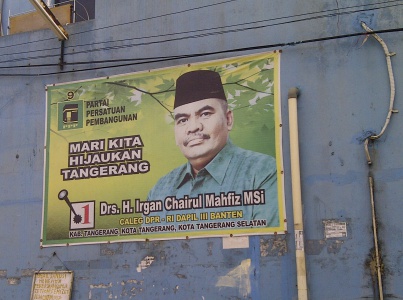 9
PARTAI
PERSATUAN
PEMBANGUNAN
MARI KITA
HIJAUKAN
TANGERANG
1
Drs. H. Irgan Chairul Mahfiz MSi
CALEG DPR - RI DAPIL III BANTEN
KAB. TANGERANG, KOTA TANGERANG, KOTA TANGERANG SELATAN